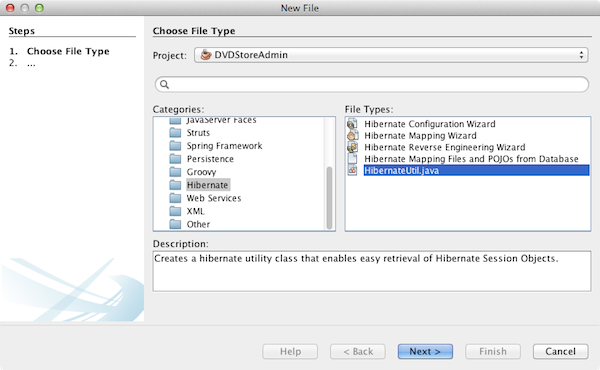 New File
Steps
1. Choose File Type
2. ...
Choose File Type
Project: DVDStoreAdmin
Categories:
JavaServer Faces
Struts
Spring Framework
Persistence
Groovy
Hibernate
Web Services
XML
Other
File Types:
Hibernate Configuration Wizard
Hibernate Mapping Wizard
Hibernate Reverse Engineering Wizard
Hibernate Mapping Files and POJOs from Database
HibernateUtil.java
Description:
Creates a hibernate utility class that enables easy retrieval of Hibernate Session Objects.
Help < Back Next > Finish Cancel